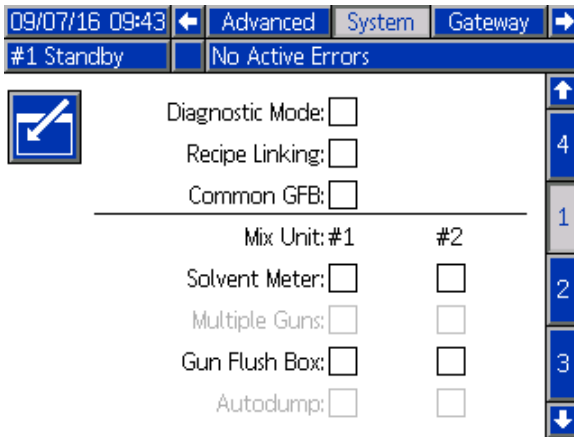 09/07/16 09:43 Advanced System Gateway
#1 Standby No Active Errors
Diagnostic Mode:
Recipe Linking:
Common GFB:
Mix Unit: #1 #2
Solvent Meter:
Multiple Guns:
Gun Flush Box:
Autodump:
4
1
2
3